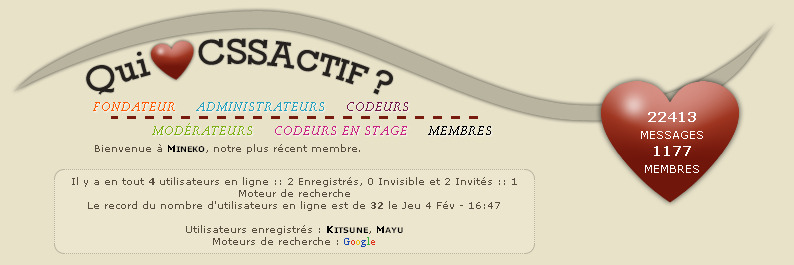 Qui CSSActif ?
FONDATEUR ADMINISTRATEURS CODEURS
MODÉRATEURS CODEURS EN STAGE MEMBRES
Bienvenue à Mineko, notre plus récent membre.
22413
MESSAGES
1177
MEMBRES
Il y a en tout 4 utilisateurs en ligne :: 2 Enregistrés, 0 Invisible et 2 Invités :: 1
Moteur de recherche
Le record du nombre d'utilisateurs en ligne est de 32 le Jeu 4 Fév - 16:47
Utilisateurs enregistrés : Kitsune, Mayu
Moteurs de recherche : Google